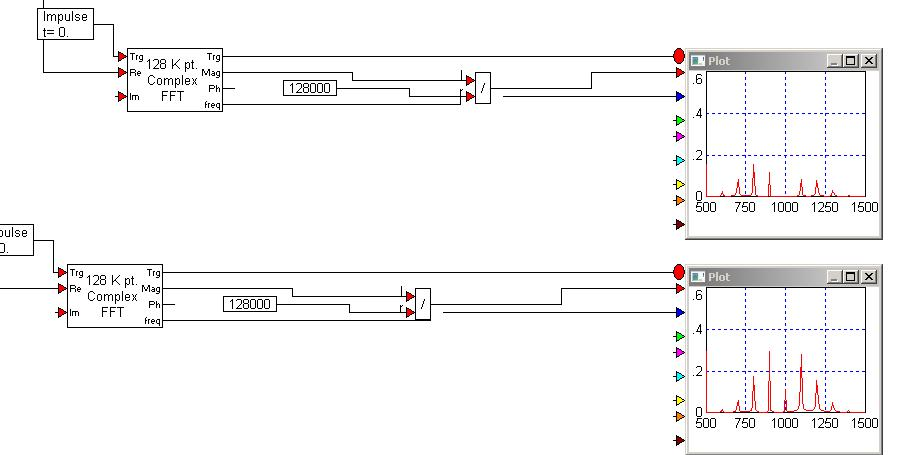 Impulse
t= 0.
Trg 128 K pt. Trg
Re Complex Mag
Im FFT Ph
freq
128000
/
Plot
.6
.4
.2
0
500 750 1000 1250 1500
0.
Trg 128 K pt. Trg
Re Complex Mag
Im FFT Ph
freq
128000
/
Plot
.6
.4
.2
0
500 750 1000 1250 1500